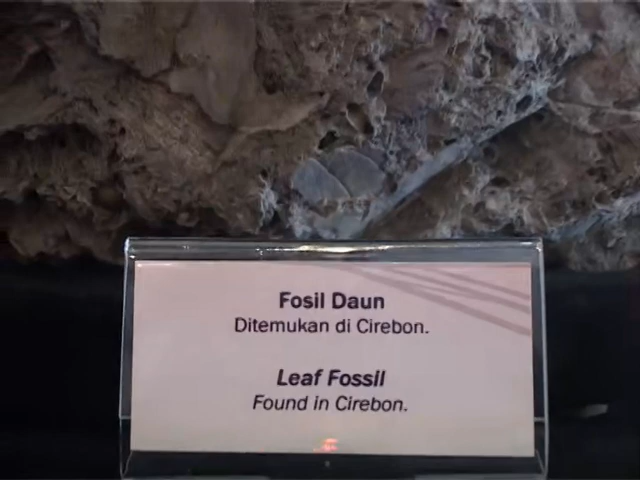 Fosil Daun
Ditemukan di Cirebon.
Leaf Fossil
Found in Cirebon.